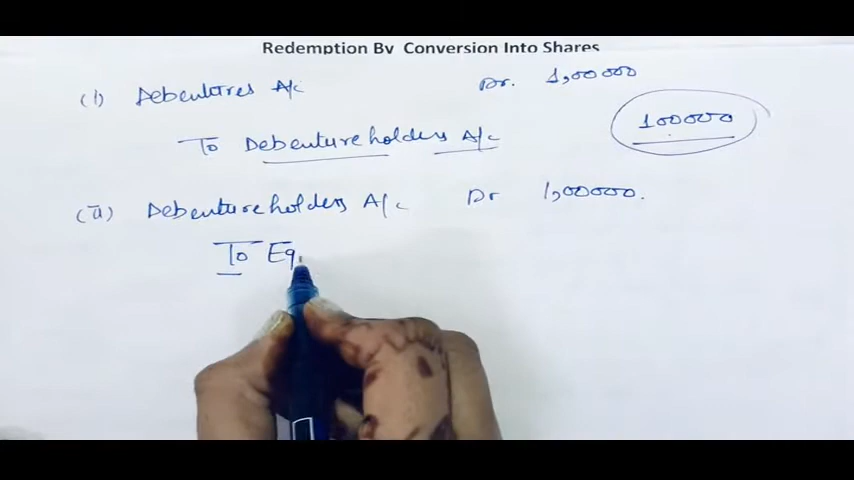 Redemption By Conversion Into Shares
(i) Debentures A/c Dr. 1,00000
To Debentureholders A/c 100000
(ii) Debentureholders A/c Dr 1,00000.
To Eq